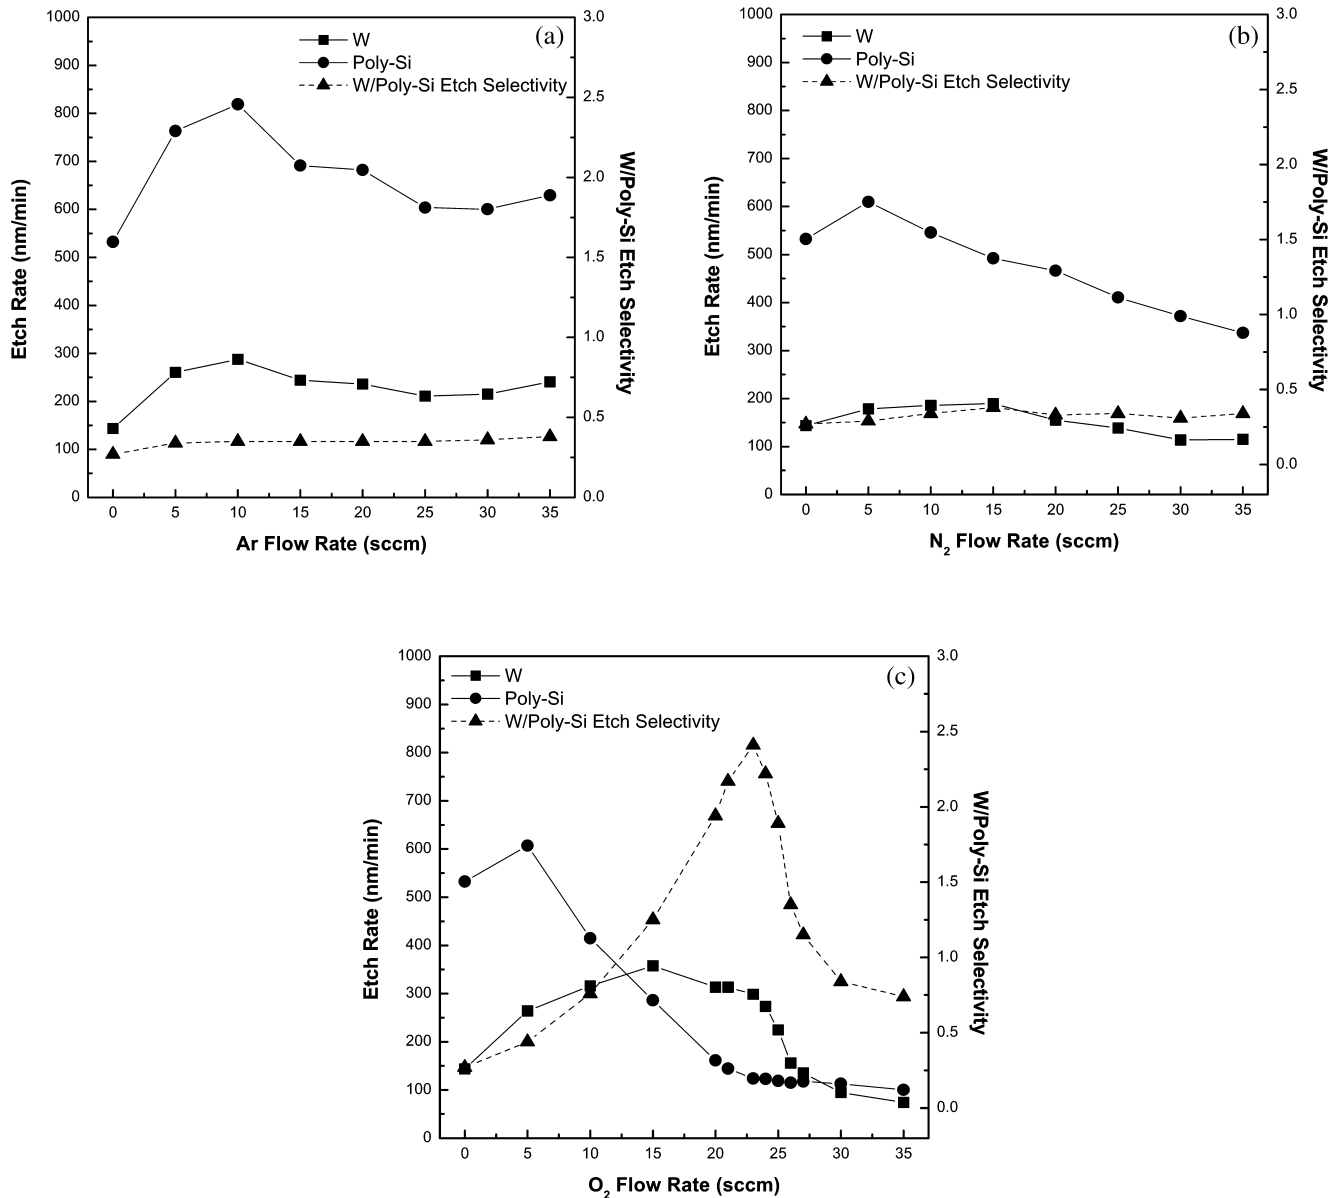 (a)
W
Poly-Si
W/Poly-Si Etch Selectivity
1000
900
800
700
600
500
400
300
200
100
0
Etch Rate (nm/min)
3.0
2.5
2.0
1.5
1.0
0.5
0.0
W/Poly-Si Etch Selectivity
0 5 10 15 20 25 30 35
Ar Flow Rate (sccm)
(b)
W
Poly-Si
W/Poly-Si Etch Selectivity
1000
900
800
700
600
500
400
300
200
100
0
Etch Rate (nm/min)
3.0
2.5
2.0
1.5
1.0
0.5
0.0
W/Poly-Si Etch Selectivity
0 5 10 15 20 25 30 35
N2 Flow Rate (sccm)
(c)
W
Poly-Si
W/Poly-Si Etch Selectivity
1000
900
800
700
600
500
400
300
200
100
0
Etch Rate (nm/min)
3.0
2.5
2.0
1.5
1.0
0.5
0.0
W/Poly-Si Etch Selectivity
0 5 10 15 20 25 30 35
O2 Flow Rate (sccm)